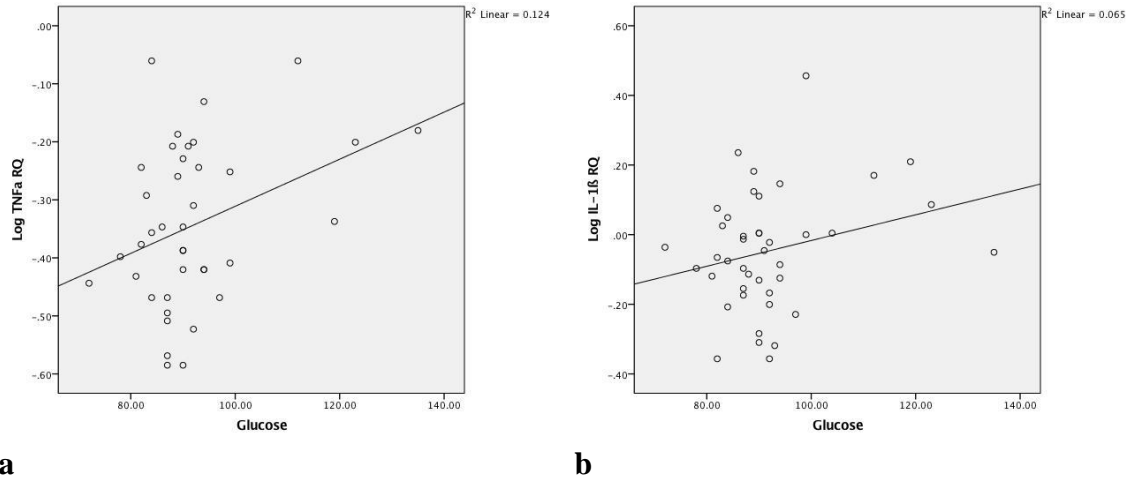 R² Linear = 0.124
.00
-.10
-.20
-.30
-.40
-.50
-.60
Log TNFa RQ
80.00 100.00 120.00 140.00
Glucose
a
R² Linear = 0.065
.60
.40
.20
.00
-.20
-.40
Log IL-1ß RQ
80.00 100.00 120.00 140.00
Glucose
b